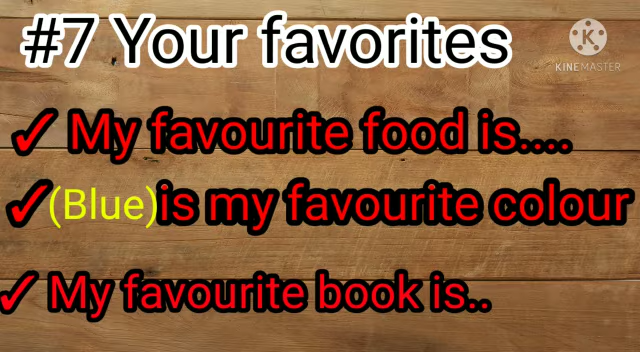 #7 Your favorites
KINEMASTER
✓ My favourite food is....
✓(Blue)is my favourite colour
✓ My favourite book is..